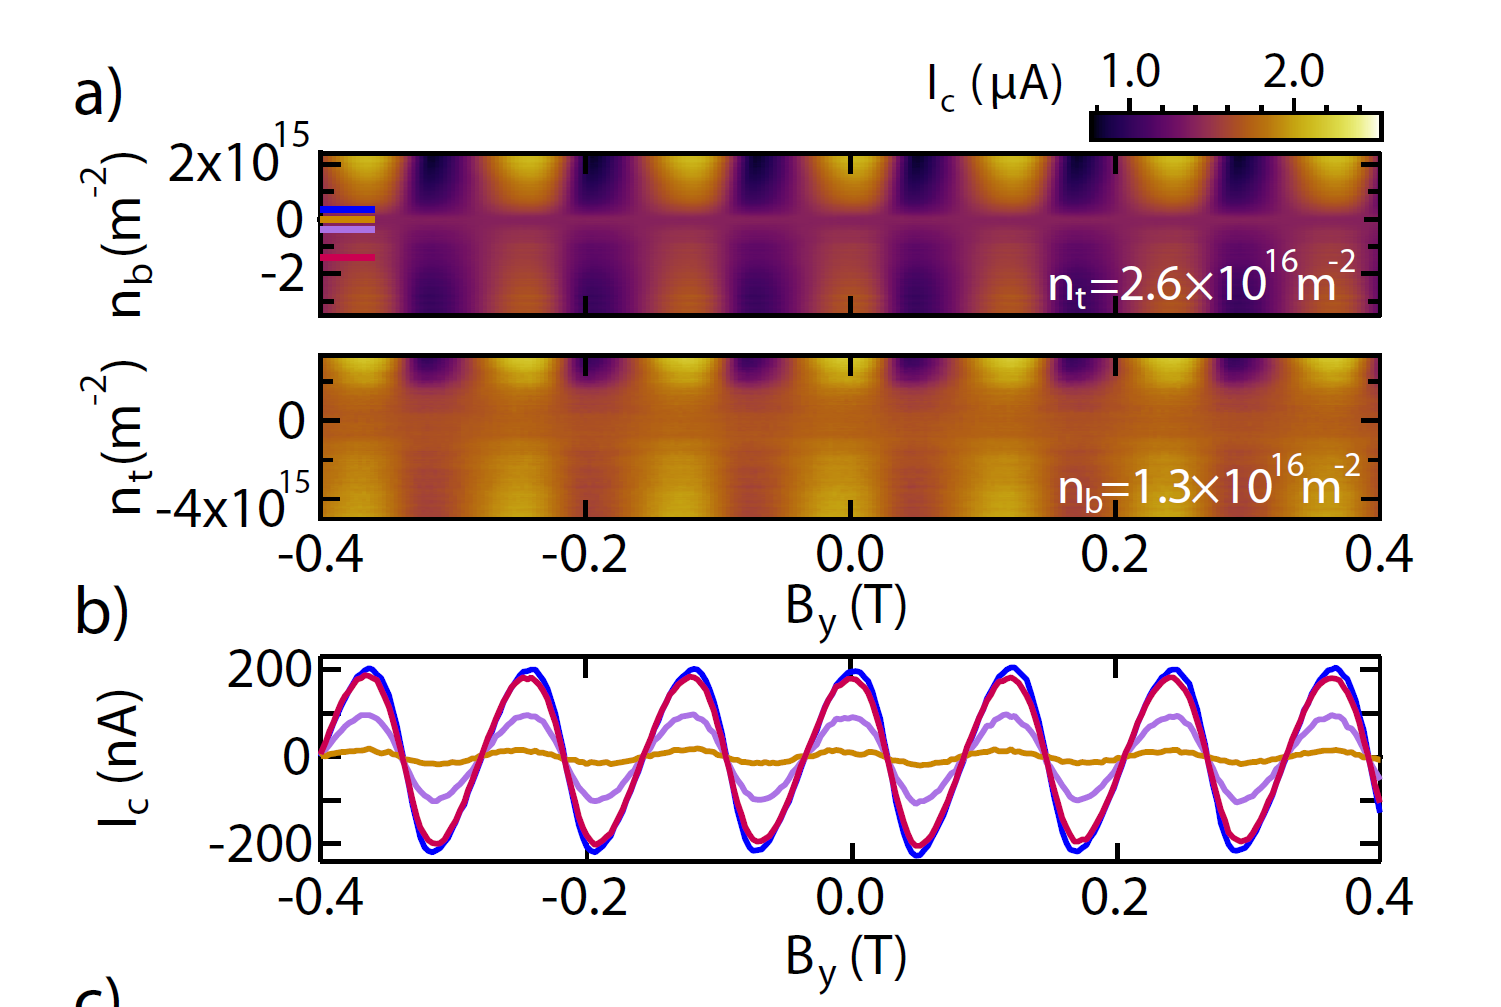 a)
I_c (μA) 1.0 2.0
n_b (m^-2)
2x10^15
0
-2
n_t=2.6×10^16 m^-2
n_t (m^-2)
0
-4x10^15
n_b=1.3×10^16 m^-2
-0.4 -0.2 0.0 0.2 0.4
B_y (T)
b)
I_c (nA)
200
0
-200
-0.4 -0.2 0.0 0.2 0.4
B_y (T)
c)